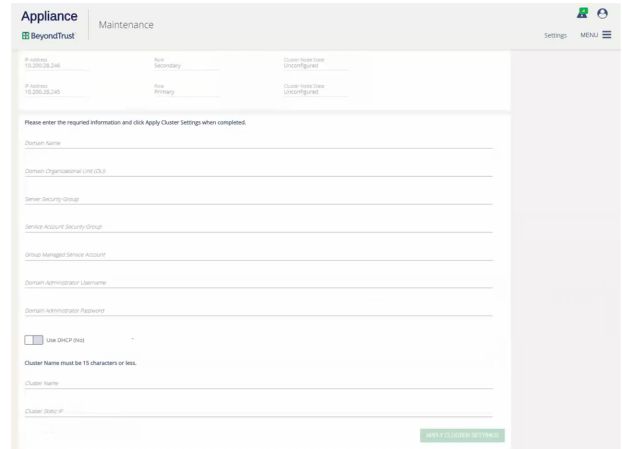 Appliance
BeyondTrust
Maintenance
Settings MENU
IP Address Role Cluster Node State
10.200.28.246 Secondary Unconfigured
IP Address Role Cluster Node State
10.200.28.245 Primary Unconfigured
Please enter the requried information and click Apply Cluster Settings when completed.
Domain Name
Domain Organizational Unit (OU)
Server Security Group
Service Account Security Group
Group Managed Service Account
Domain Administrator Username
Domain Administrator Password
Use DHCP (No)
Cluster Name must be 15 characters or less.
Cluster Name
Cluster Static IP
APPLY CLUSTER SETTINGS